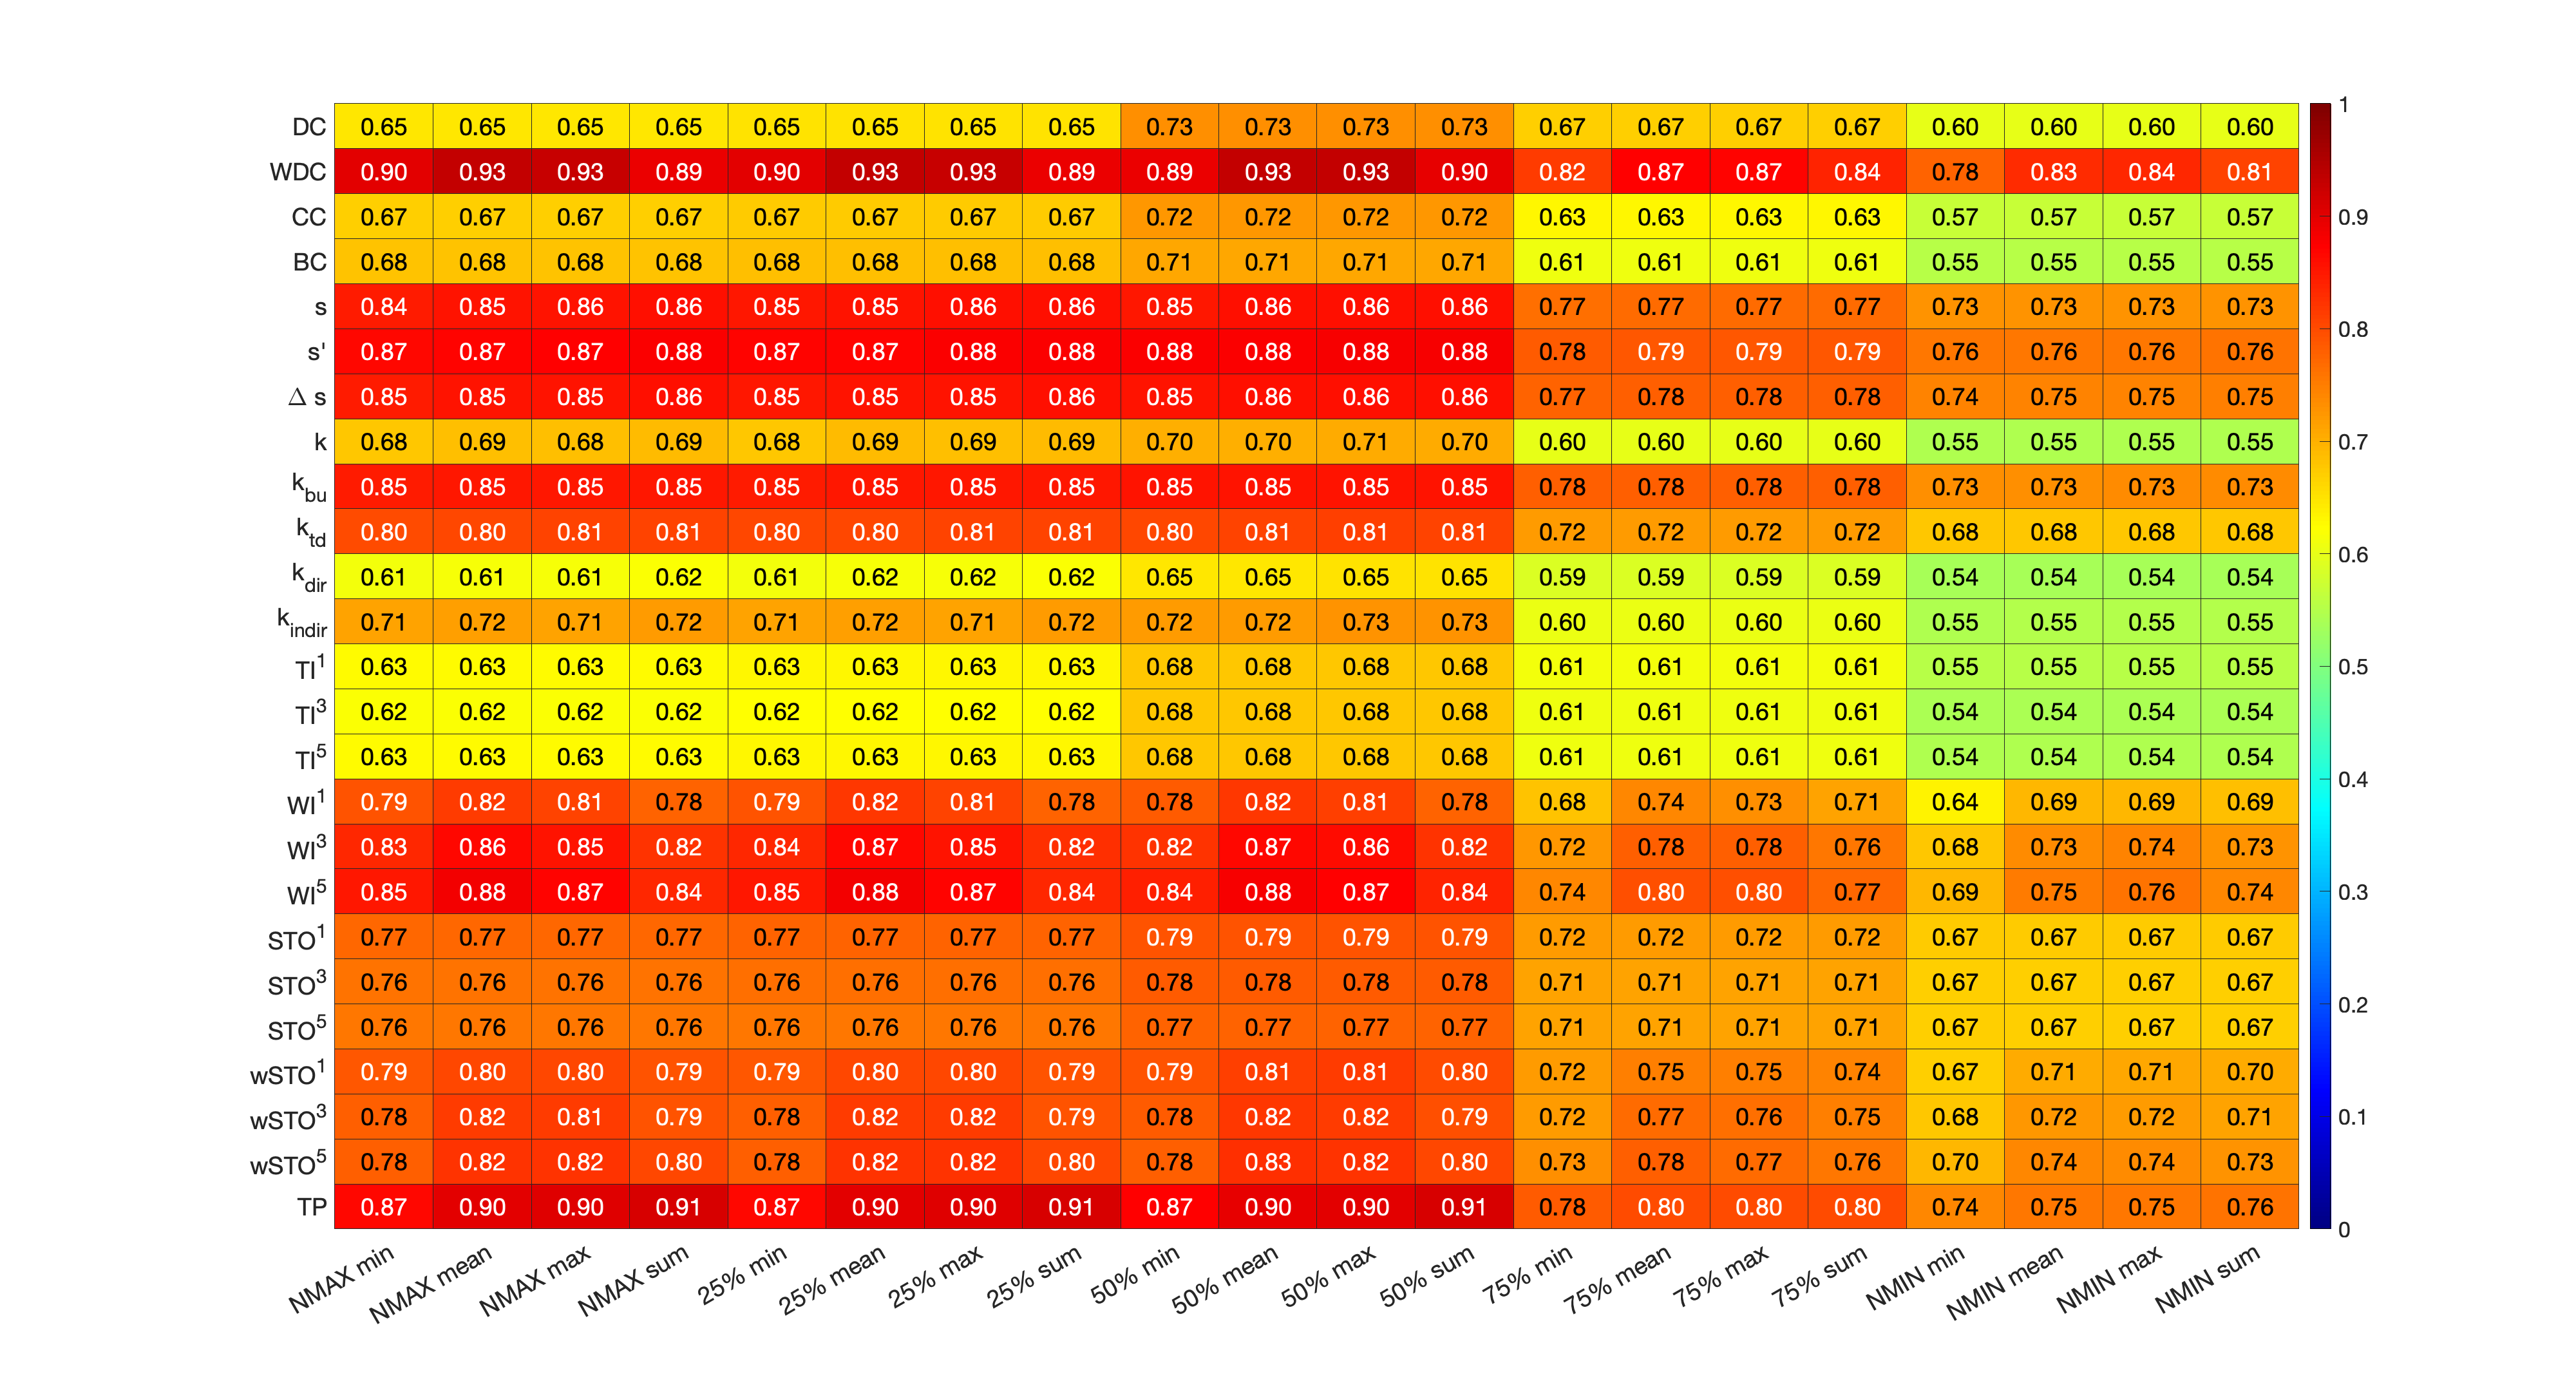 DC 0.65 0.65 0.65 0.65 0.65 0.65 0.65 0.65 0.73 0.73 0.73 0.73 0.67 0.67 0.67 0.67 0.60 0.60 0.60 0.60
WDC 0.90 0.93 0.93 0.89 0.90 0.93 0.93 0.89 0.89 0.93 0.93 0.90 0.82 0.87 0.87 0.84 0.78 0.83 0.84 0.81
CC 0.67 0.67 0.67 0.67 0.67 0.67 0.67 0.67 0.72 0.72 0.72 0.72 0.63 0.63 0.63 0.63 0.57 0.57 0.57 0.57
BC 0.68 0.68 0.68 0.68 0.68 0.68 0.68 0.68 0.71 0.71 0.71 0.71 0.61 0.61 0.61 0.61 0.55 0.55 0.55 0.55
s 0.84 0.85 0.86 0.86 0.85 0.85 0.86 0.86 0.85 0.86 0.86 0.86 0.77 0.77 0.77 0.77 0.73 0.73 0.73 0.73
s' 0.87 0.87 0.87 0.88 0.87 0.87 0.88 0.88 0.88 0.88 0.88 0.88 0.78 0.79 0.79 0.79 0.76 0.76 0.76 0.76
Δ s 0.85 0.85 0.85 0.86 0.85 0.85 0.85 0.86 0.85 0.86 0.86 0.86 0.77 0.78 0.78 0.78 0.74 0.75 0.75 0.75
k 0.68 0.69 0.68 0.69 0.68 0.69 0.69 0.69 0.70 0.70 0.71 0.70 0.60 0.60 0.60 0.60 0.55 0.55 0.55 0.55
k_bu 0.85 0.85 0.85 0.85 0.85 0.85 0.85 0.85 0.85 0.85 0.85 0.85 0.78 0.78 0.78 0.78 0.73 0.73 0.73 0.73
k_td 0.80 0.80 0.81 0.81 0.80 0.80 0.81 0.81 0.80 0.81 0.81 0.81 0.72 0.72 0.72 0.72 0.68 0.68 0.68 0.68
k_dir 0.61 0.61 0.61 0.62 0.61 0.62 0.62 0.62 0.65 0.65 0.65 0.65 0.59 0.59 0.59 0.59 0.54 0.54 0.54 0.54
k_indir 0.71 0.72 0.71 0.72 0.71 0.72 0.71 0.72 0.72 0.72 0.73 0.73 0.60 0.60 0.60 0.60 0.55 0.55 0.55 0.55
TI¹ 0.63 0.63 0.63 0.63 0.63 0.63 0.63 0.63 0.68 0.68 0.68 0.68 0.61 0.61 0.61 0.61 0.55 0.55 0.55 0.55
TI³ 0.62 0.62 0.62 0.62 0.62 0.62 0.62 0.62 0.68 0.68 0.68 0.68 0.61 0.61 0.61 0.61 0.54 0.54 0.54 0.54
TI⁵ 0.63 0.63 0.63 0.63 0.63 0.63 0.63 0.63 0.68 0.68 0.68 0.68 0.61 0.61 0.61 0.61 0.54 0.54 0.54 0.54
WI¹ 0.79 0.82 0.81 0.78 0.79 0.82 0.81 0.78 0.78 0.82 0.81 0.78 0.68 0.74 0.73 0.71 0.64 0.69 0.69 0.69
WI³ 0.83 0.86 0.85 0.82 0.84 0.87 0.85 0.82 0.82 0.87 0.86 0.82 0.72 0.78 0.78 0.76 0.68 0.73 0.74 0.73
WI⁵ 0.85 0.88 0.87 0.84 0.85 0.88 0.87 0.84 0.84 0.88 0.87 0.84 0.74 0.80 0.80 0.77 0.69 0.75 0.76 0.74
STO¹ 0.77 0.77 0.77 0.77 0.77 0.77 0.77 0.77 0.79 0.79 0.79 0.79 0.72 0.72 0.72 0.72 0.67 0.67 0.67 0.67
STO³ 0.76 0.76 0.76 0.76 0.76 0.76 0.76 0.76 0.78 0.78 0.78 0.78 0.71 0.71 0.71 0.71 0.67 0.67 0.67 0.67
STO⁵ 0.76 0.76 0.76 0.76 0.76 0.76 0.76 0.76 0.77 0.77 0.77 0.77 0.71 0.71 0.71 0.71 0.67 0.67 0.67 0.67
wSTO¹ 0.79 0.80 0.80 0.79 0.79 0.80 0.80 0.79 0.79 0.81 0.81 0.80 0.72 0.75 0.75 0.74 0.67 0.71 0.71 0.70
wSTO³ 0.78 0.82 0.81 0.79 0.78 0.82 0.82 0.79 0.78 0.82 0.82 0.79 0.72 0.77 0.76 0.75 0.68 0.72 0.72 0.71
wSTO⁵ 0.78 0.82 0.82 0.80 0.78 0.82 0.82 0.80 0.78 0.83 0.82 0.80 0.73 0.78 0.77 0.76 0.70 0.74 0.74 0.73
TP 0.87 0.90 0.90 0.91 0.87 0.90 0.90 0.91 0.87 0.90 0.90 0.91 0.78 0.80 0.80 0.80 0.74 0.75 0.75 0.76
NMAX min
NMAX mean
NMAX max
NMAX sum
25% min
25% mean
25% max
25% sum
50% min
50% mean
50% max
50% sum
75% min
75% mean
75% max
75% sum
NMIN min
NMIN mean
NMIN max
NMIN sum
1
0.9
0.8
0.7
0.6
0.5
0.4
0.3
0.2
0.1
0